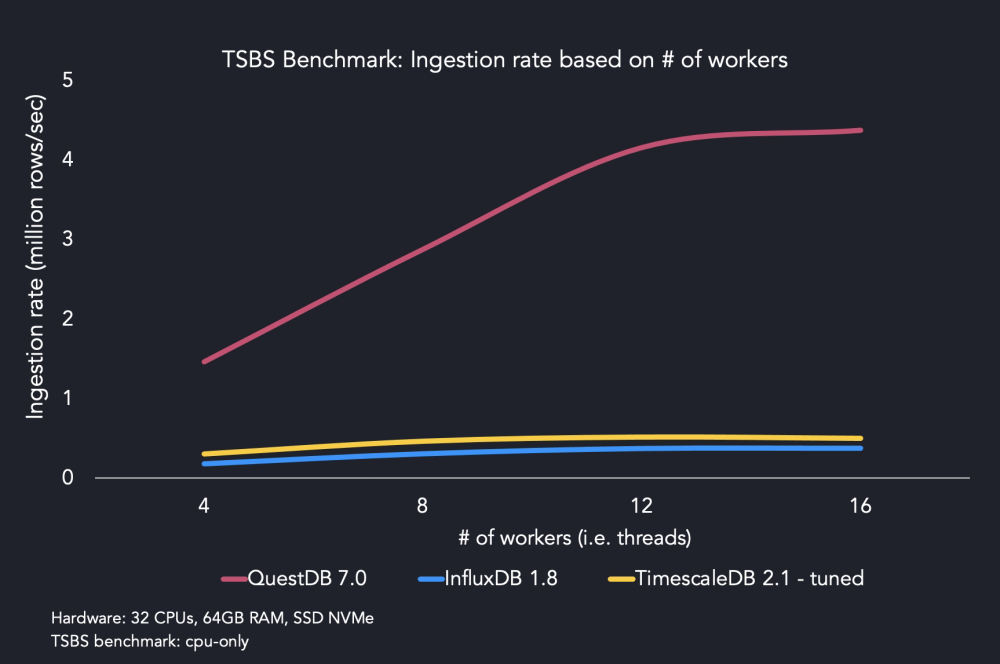 TSBS Benchmark: Ingestion rate based on # of workers
Ingestion rate (million rows/sec)
5
4
3
2
1
0
4 8 12 16
# of workers (i.e. threads)
QuestDB 7.0 InfluxDB 1.8 TimescaleDB 2.1 - tuned
Hardware: 32 CPUs, 64GB RAM, SSD NVMe
TSBS benchmark: cpu-only